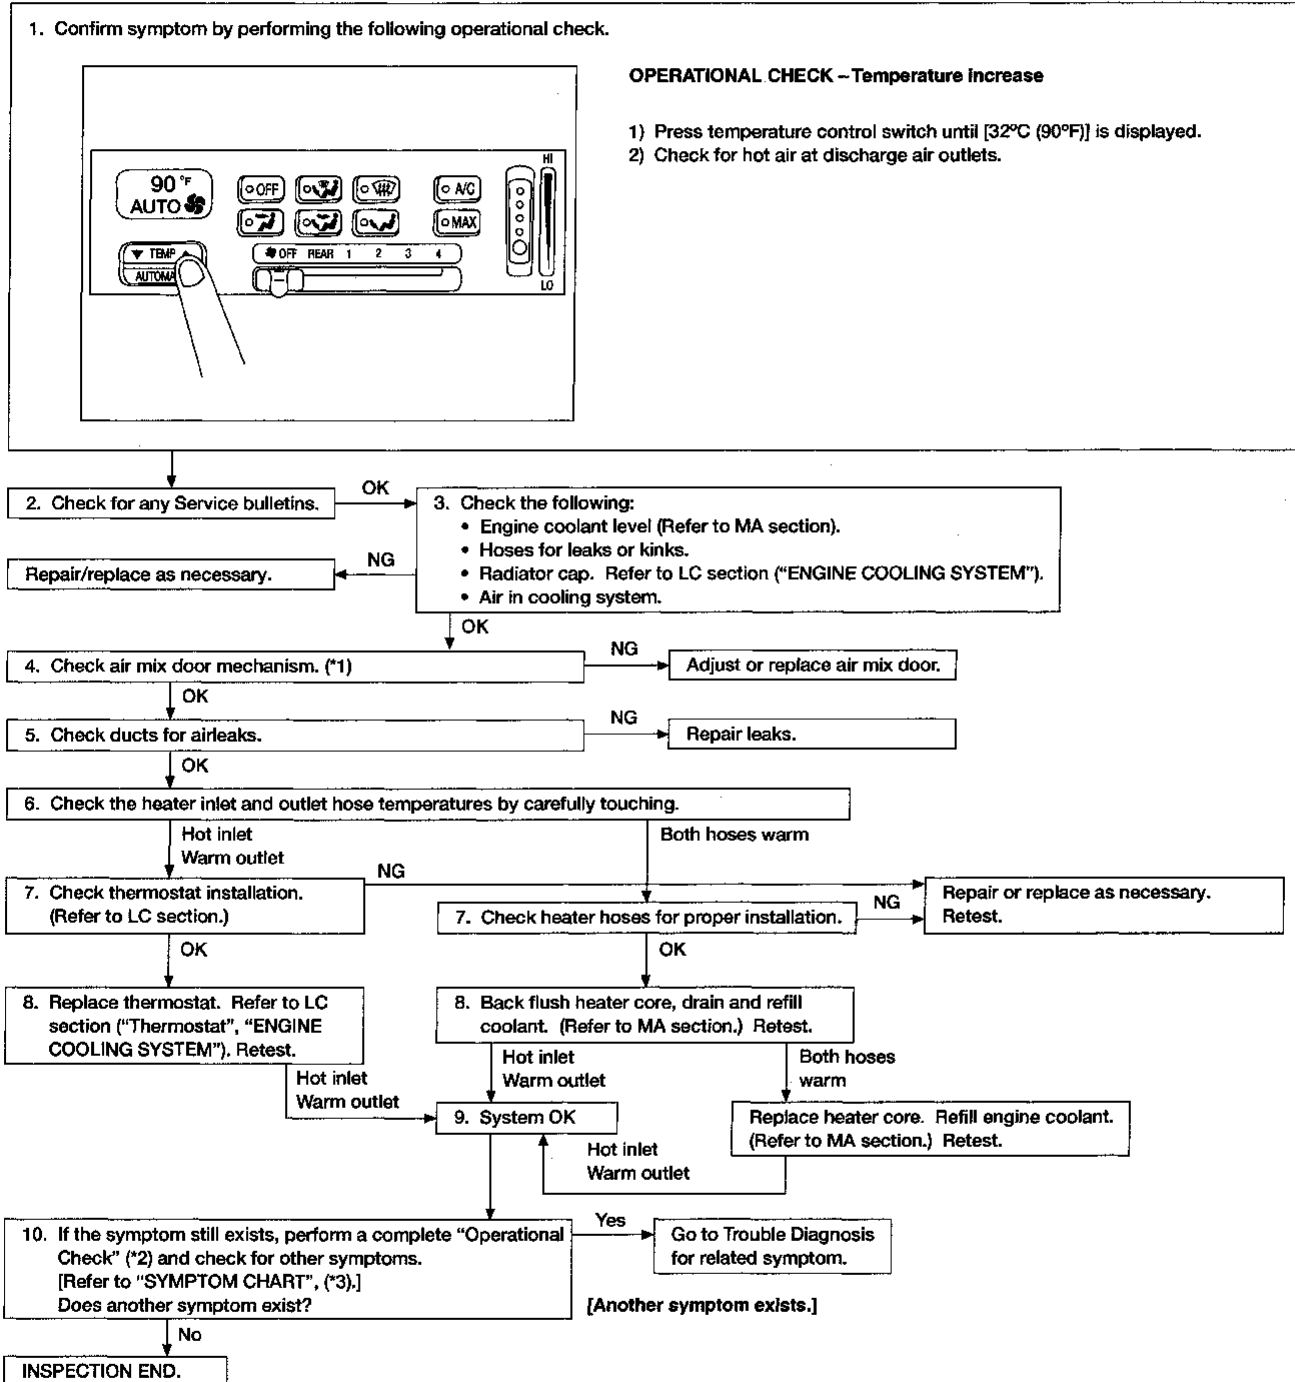 1. Confirm symptom by performing the following operational check.
OPERATIONAL CHECK – Temperature increase
1) Press temperature control switch until [32°C (90°F)] is displayed.
2) Check for hot air at discharge air outlets.
90 °F
AUTO
OFF
A/C
MAX
HI
LO
TEMP
AUTOMA
OFF REAR 1 2 3 4
2. Check for any Service bulletins.
OK
3. Check the following:
• Engine coolant level (Refer to MA section).
• Hoses for leaks or kinks.
• Radiator cap. Refer to LC section (“ENGINE COOLING SYSTEM”).
• Air in cooling system.
NG
Repair/replace as necessary.
OK
4. Check air mix door mechanism. (*1)
NG
Adjust or replace air mix door.
OK
5. Check ducts for airleaks.
NG
Repair leaks.
OK
6. Check the heater inlet and outlet hose temperatures by carefully touching.
Hot inlet
Warm outlet
Both hoses warm
7. Check thermostat installation.
(Refer to LC section.)
NG
Repair or replace as necessary.
Retest.
7. Check heater hoses for proper installation.
NG
OK
OK
8. Replace thermostat. Refer to LC
section (“Thermostat”, “ENGINE
COOLING SYSTEM”). Retest.
8. Back flush heater core, drain and refill
coolant. (Refer to MA section.) Retest.
Hot inlet
Warm outlet
Hot inlet
Warm outlet
Both hoses
warm
9. System OK
Replace heater core. Refill engine coolant.
(Refer to MA section.) Retest.
Hot inlet
Warm outlet
10. If the symptom still exists, perform a complete “Operational
Check” (*2) and check for other symptoms.
[Refer to “SYMPTOM CHART”, (*3).]
Does another symptom exist?
Yes
Go to Trouble Diagnosis
for related symptom.
[Another symptom exists.]
No
INSPECTION END.